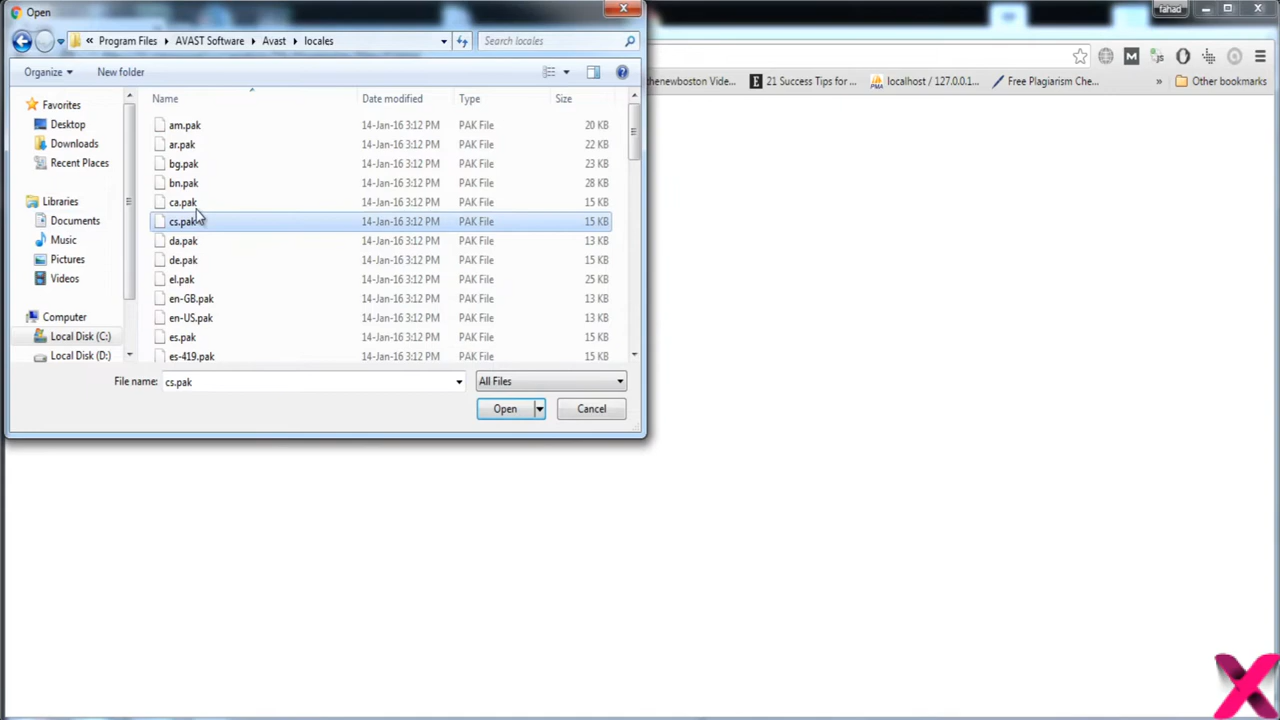 Open
Tahad
« Program Files AVAST Software Avast locales
Search locales
Organize New folder
thenewboston Vide... 21 Success Tips for ... localhost / 127.0.0.1... Free Plagiarism Che... » Other bookmarks
Favorites
Desktop
Downloads
Recent Places
Libraries
Documents
Music
Pictures
Videos
Computer
Local Disk (C:)
Local Disk (D:)
Name Date modified Type Size
am.pak 14-Jan-16 3:12 PM PAK File 20 KB
ar.pak 14-Jan-16 3:12 PM PAK File 22 KB
bg.pak 14-Jan-16 3:12 PM PAK File 23 KB
bn.pak 14-Jan-16 3:12 PM PAK File 28 KB
ca.pak 14-Jan-16 3:12 PM PAK File 15 KB
cs.pak 14-Jan-16 3:12 PM PAK File 15 KB
da.pak 14-Jan-16 3:12 PM PAK File 13 KB
de.pak 14-Jan-16 3:12 PM PAK File 15 KB
el.pak 14-Jan-16 3:12 PM PAK File 25 KB
en-GB.pak 14-Jan-16 3:12 PM PAK File 13 KB
en-US.pak 14-Jan-16 3:12 PM PAK File 13 KB
es.pak 14-Jan-16 3:12 PM PAK File 15 KB
es-419.pak 14-Jan-16 3:12 PM PAK File 15 KB
File name: cs.pak All Files
Open Cancel